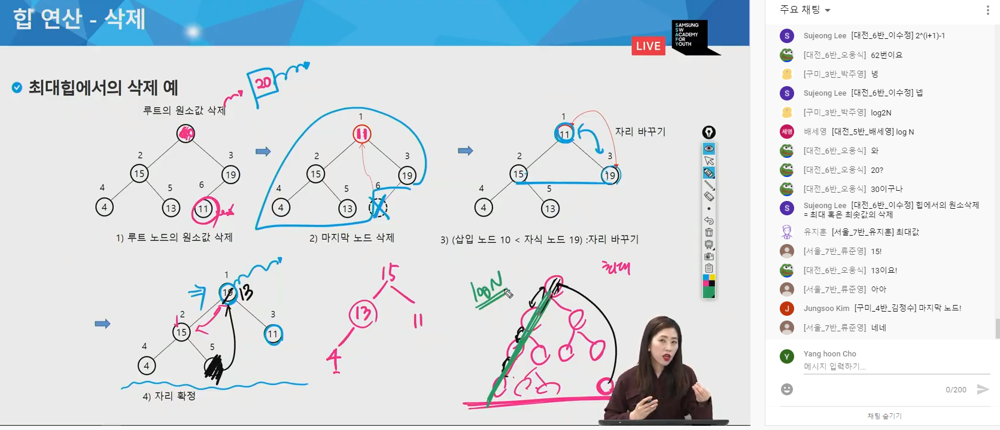 힙 연산 - 삭제
LIVE
SAMSUNG
SW
ACADEMY
FOR
YOUTH
최대힙에서의 삭제 예
20
루트의 원소값 삭제
2
15
3
19
4
4
5
13
6
11
1) 루트 노드의 원소값 삭제
1
11
2
15
3
19
4
4
5
13
6
2) 마지막 노드 삭제
1
11
자리 바꾸기
2
15
3
19
4
4
5
13
3) (삽입 노드 10 < 자식 노드 19) :자리 바꾸기
1
19
13
2
15
3
11
4
4
5
4) 자리 확정
15
13
11
4
최대
logN
주요 채팅
Sujeong Lee [대전_6반_이수정] 2^(i+1)-1
[대전_6반_오웅식] 62번이요
[구미_3반_박주영] 넹
Sujeong Lee [대전_6반_이수정] 넵
[구미_3반_박주영] log2N
세영
배세영 [대전_5반_배세영] log N
[대전_6반_오웅식] 와
[대전_6반_오웅식] 20?
[대전_6반_오웅식] 30이구나
Sujeong Lee [대전_6반_이수정] 힙에서의 원소삭제
= 최대 혹은 최솟값의 삭제
유지훈 [서울_7반_유지훈] 최대값
[서울_7반_류준영] 15!
[대전_6반_오웅식] 13이요!
[서울_7반_류준영] 아아
Jungsoo Kim [구미_4반_김정수] 마지막 노드!
[서울_7반_류준영] 네네
Yang hoon Cho
메시지 입력하기...
0/200
채팅 숨기기